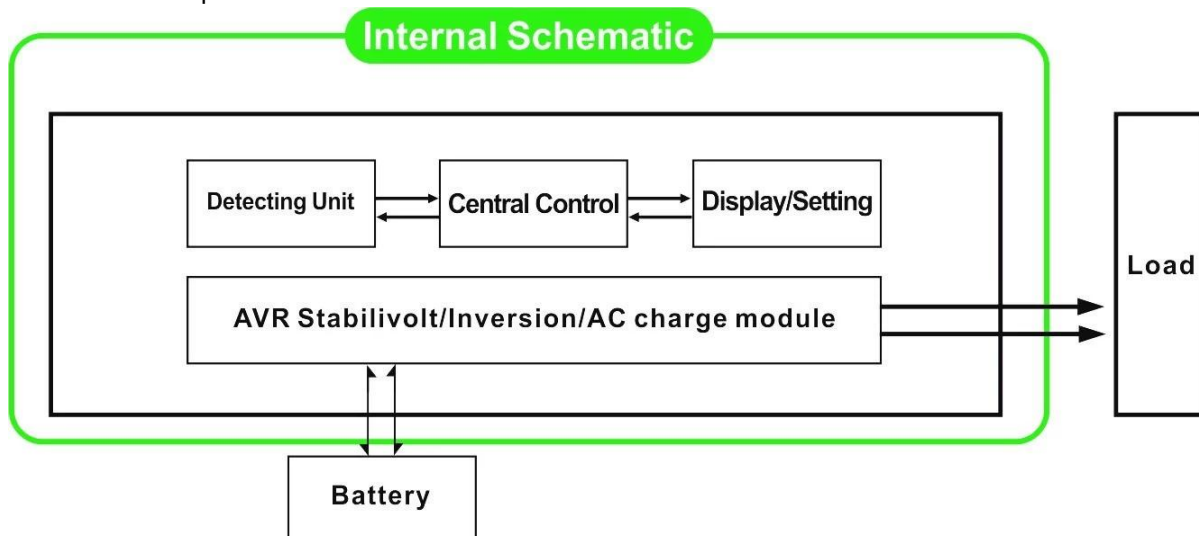 Internal Schematic
Detecting Unit
Central Control
Display/Setting
Load
AVR Stabilivolt/Inversion/AC charge module
Battery